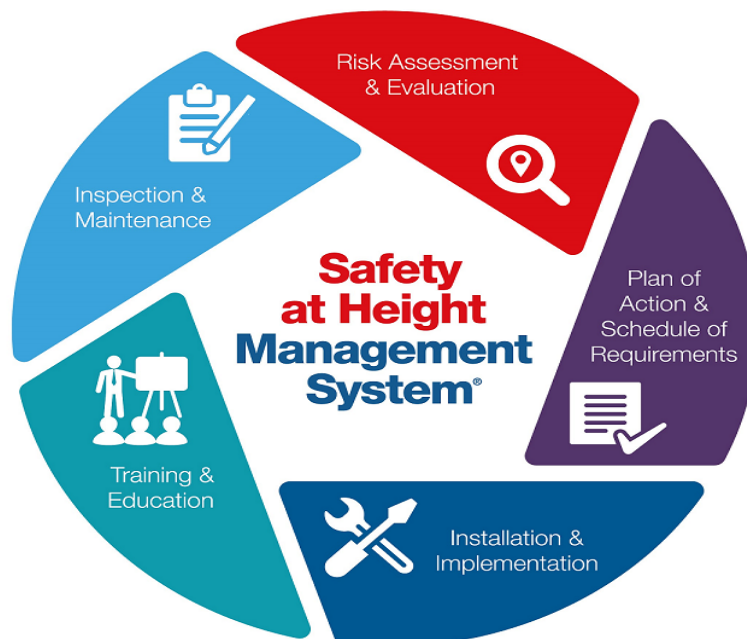 Risk Assessment
& Evaluation
Plan of
Action &
Schedule of
Requirements
Installation &
Implementation
Training &
Education
Inspection &
Maintenance
Safety
at Height
Management
System®